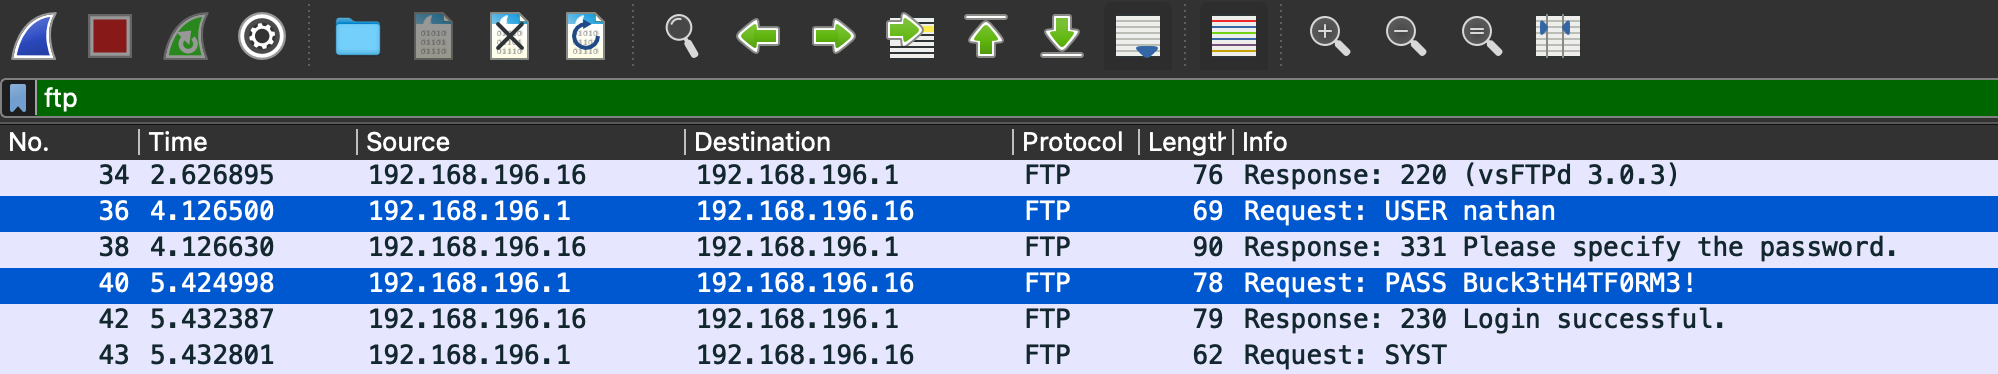 ftp
No. Time Source Destination Protocol Length Info
34 2.626895 192.168.196.16 192.168.196.1 FTP 76 Response: 220 (vsFTPd 3.0.3)
36 4.126500 192.168.196.1 192.168.196.16 FTP 69 Request: USER nathan
38 4.126630 192.168.196.16 192.168.196.1 FTP 90 Response: 331 Please specify the password.
40 5.424998 192.168.196.1 192.168.196.16 FTP 78 Request: PASS Buck3tH4TF0RM3!
42 5.432387 192.168.196.16 192.168.196.1 FTP 79 Response: 230 Login successful.
43 5.432801 192.168.196.1 192.168.196.16 FTP 62 Request: SYST